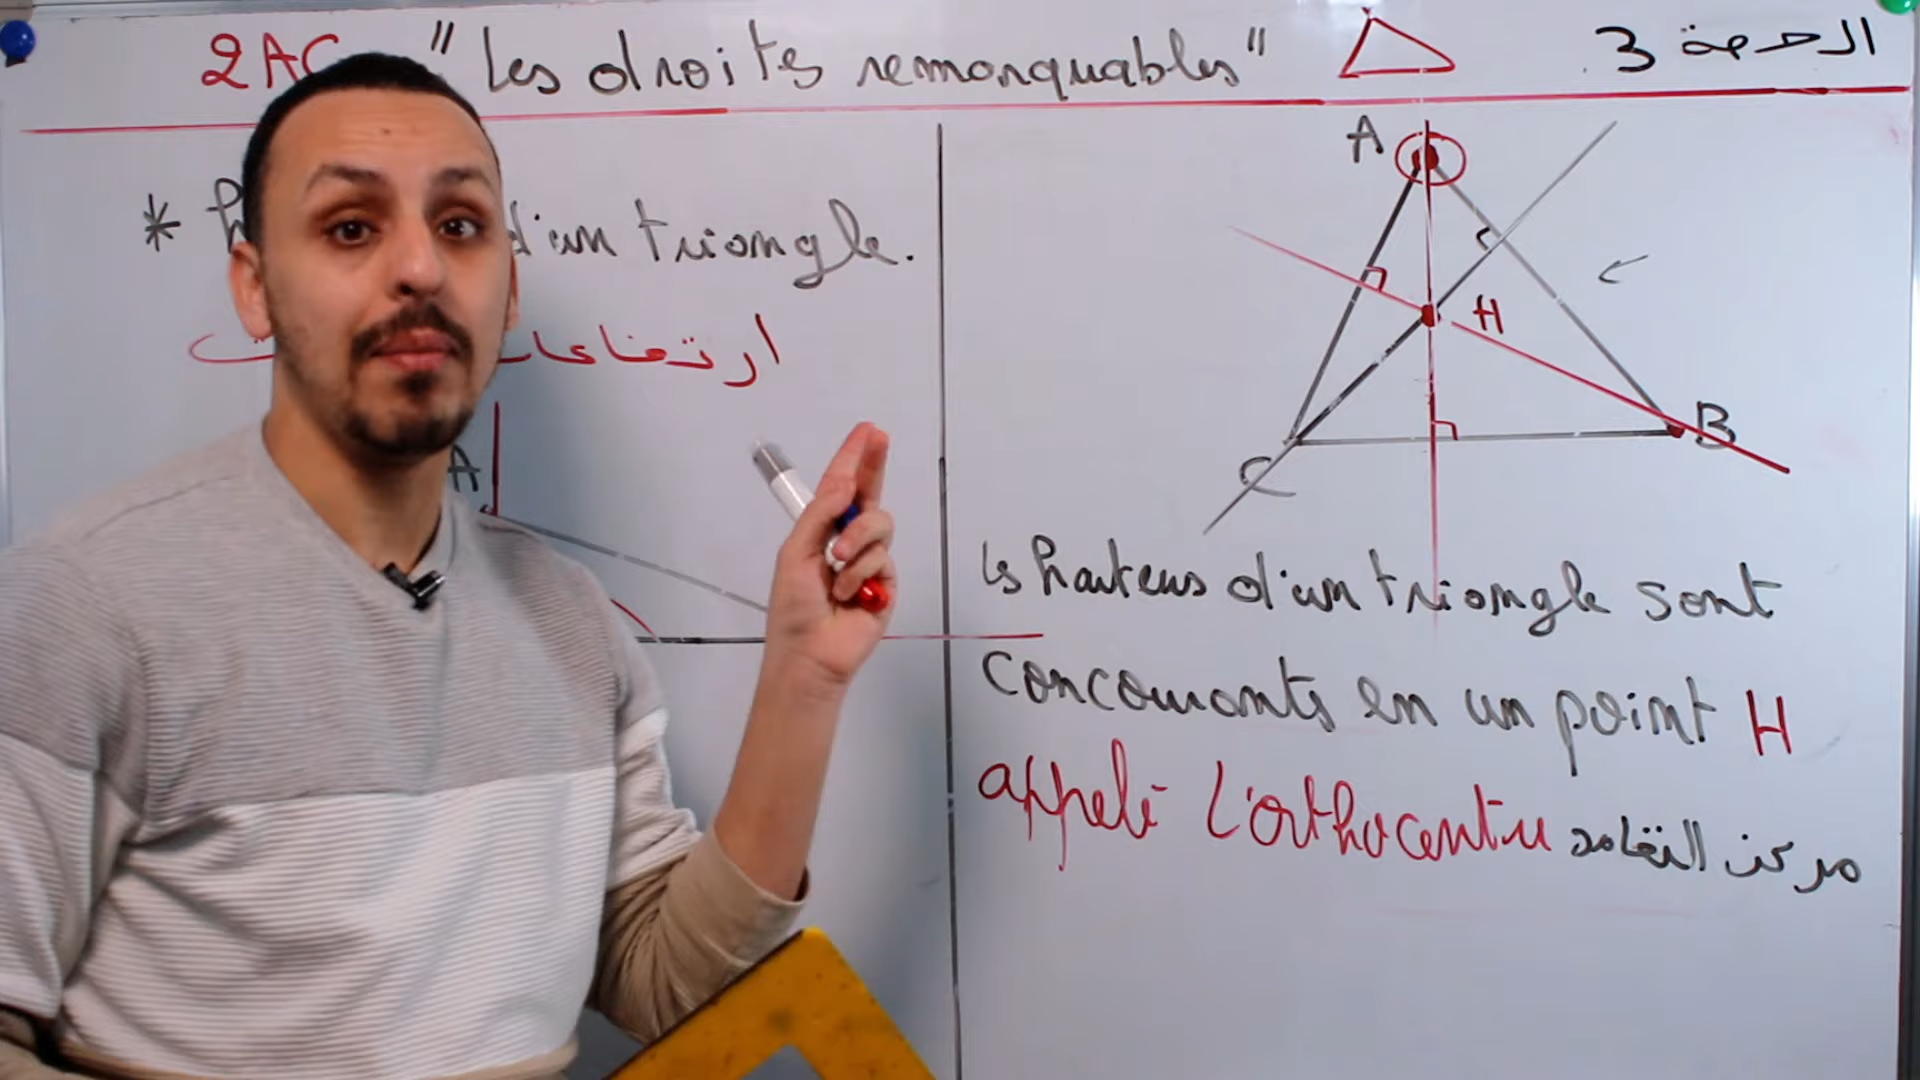 2AC "Les droites remarquables" الحصة 3
* d'un triangle.
ارتفاعات
A
A
H
B
C
les hauteurs d'un triangle sont
concourants en un point H
appelé l'orthocentre مركز التعامد